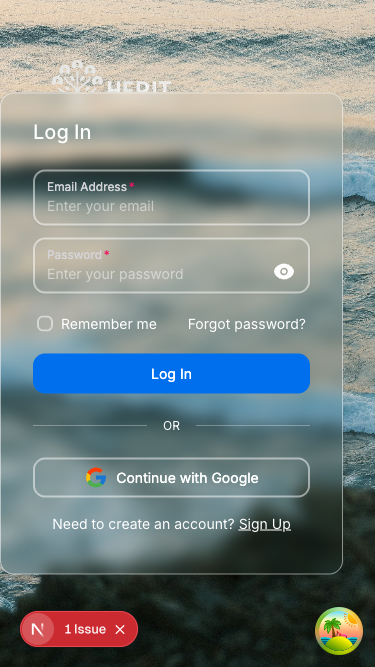 HEDIT
Log In
Email Address*
Enter your email
Password*
Enter your password
Remember me
Forgot password?
Log In
OR
Continue with Google
Need to create an account? Sign Up
N 1 Issue